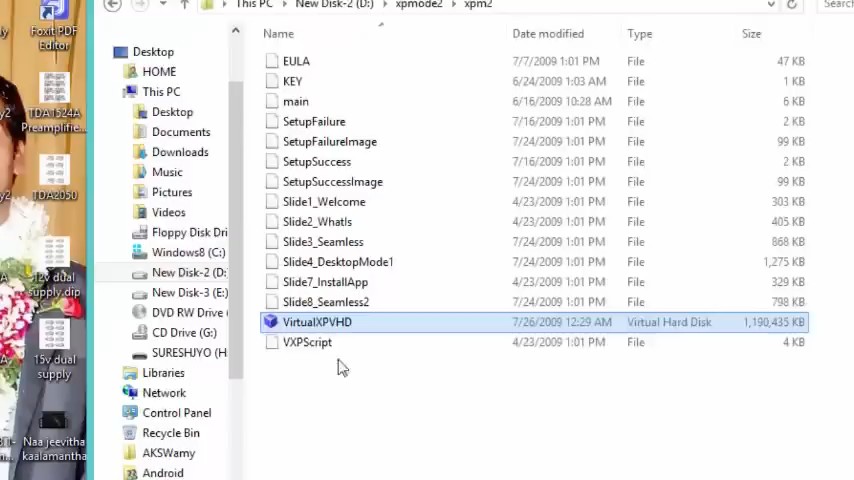 Foxit PDF
Editor
TDA1524A
Preamplifie...
TDA2050
12v dual
supply.dip
15v dual
supply
Naa jeevitha
kaalamantha
This PC
New Disk-2 (D:)
xpmode2
xpm2
Search
Desktop
HOME
This PC
Desktop
Documents
Downloads
Music
Pictures
Videos
Floppy Disk Dri
Windows8 (C:)
New Disk-2 (D:
New Disk-3 (E:)
DVD RW Drive (
CD Drive (G:)
SURESHUYO (H
Libraries
Network
Control Panel
Recycle Bin
AKSWamy
Android
Name Date modified Type Size
EULA 7/7/2009 1:01 PM File 47 KB
KEY 6/24/2009 1:03 AM File 1 KB
main 6/16/2009 10:28 AM File 6 KB
SetupFailure 7/16/2009 1:01 PM File 2 KB
SetupFailureImage 7/24/2009 1:01 PM File 99 KB
SetupSuccess 7/16/2009 1:01 PM File 2 KB
SetupSuccessImage 7/24/2009 1:01 PM File 99 KB
Slide1_Welcome 4/23/2009 1:01 PM File 303 KB
Slide2_WhatIs 4/23/2009 1:01 PM File 405 KB
Slide3_Seamless 7/24/2009 1:01 PM File 868 KB
Slide4_DesktopMode1 7/24/2009 1:01 PM File 1,275 KB
Slide7_InstallApp 4/23/2009 1:01 PM File 329 KB
Slide8_Seamless2 7/24/2009 1:01 PM File 798 KB
VirtualXPVHD 7/26/2009 12:29 AM Virtual Hard Disk 1,190,435 KB
VXPScript 4/23/2009 1:01 PM File 4 KB